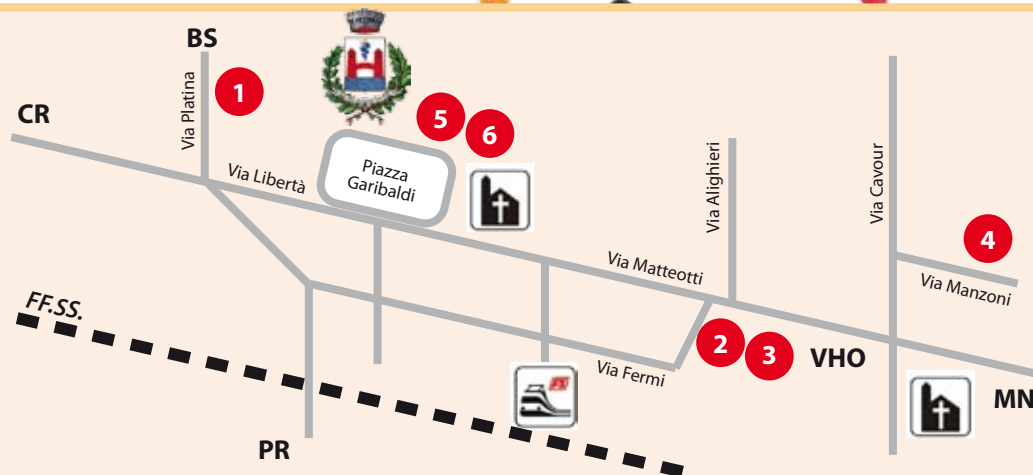 BS
CR
Via Platina
1
5
6
Piazza
Garibaldi
Via Libertà
Via Alighieri
Via Cavour
4
Via Manzoni
Via Matteotti
FF.SS.
2
3
VHO
Via Fermi
FS
MN
PR